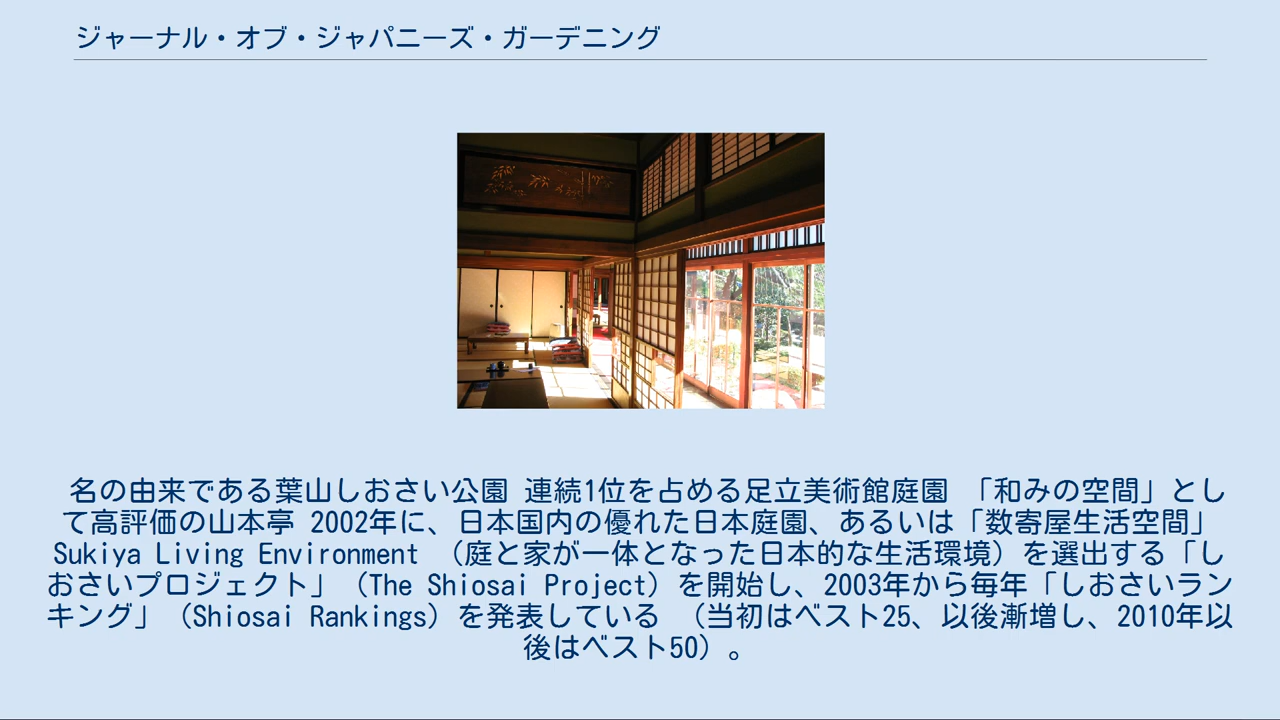 ジャーナル・オブ・ジャパニーズ・ガーデニング
名の由来である葉山しおさい公園 連続1位を占める足立美術館庭園 「和みの空間」とし
て高評価の山本亭 2002年に、日本国内の優れた日本庭園、あるいは「数寄屋生活空間」
Sukiya Living Environment （庭と家が一体となった日本的な生活環境）を選出する「し
おさいプロジェクト」（The Shiosai Project）を開始し、2003年から毎年「しおさいラン
キング」（Shiosai Rankings）を発表している （当初はベスト25、以後漸増し、2010年以
後はベスト50）。